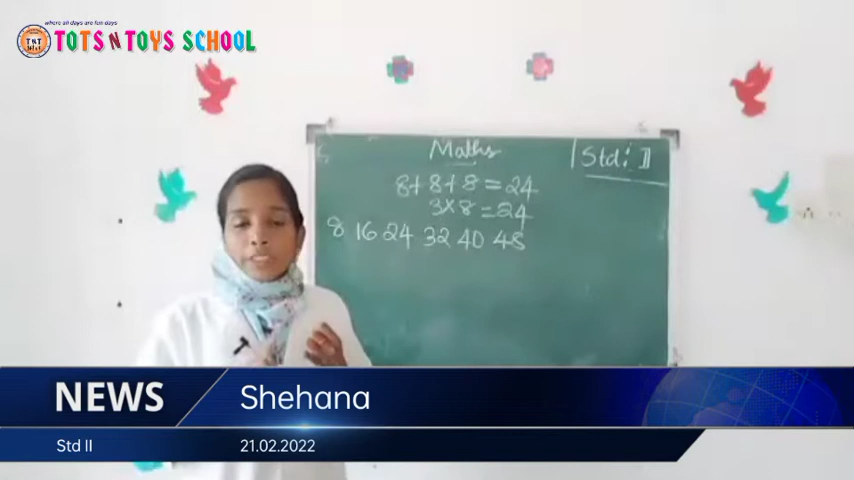 where all days are fun days
TNT
TOTS N TOYS SCHOOL
Maths
Std: II
8+8+8=24
3×8=24
8 16 24 32 40 48
NEWS
Shehana
Std II
21.02.2022